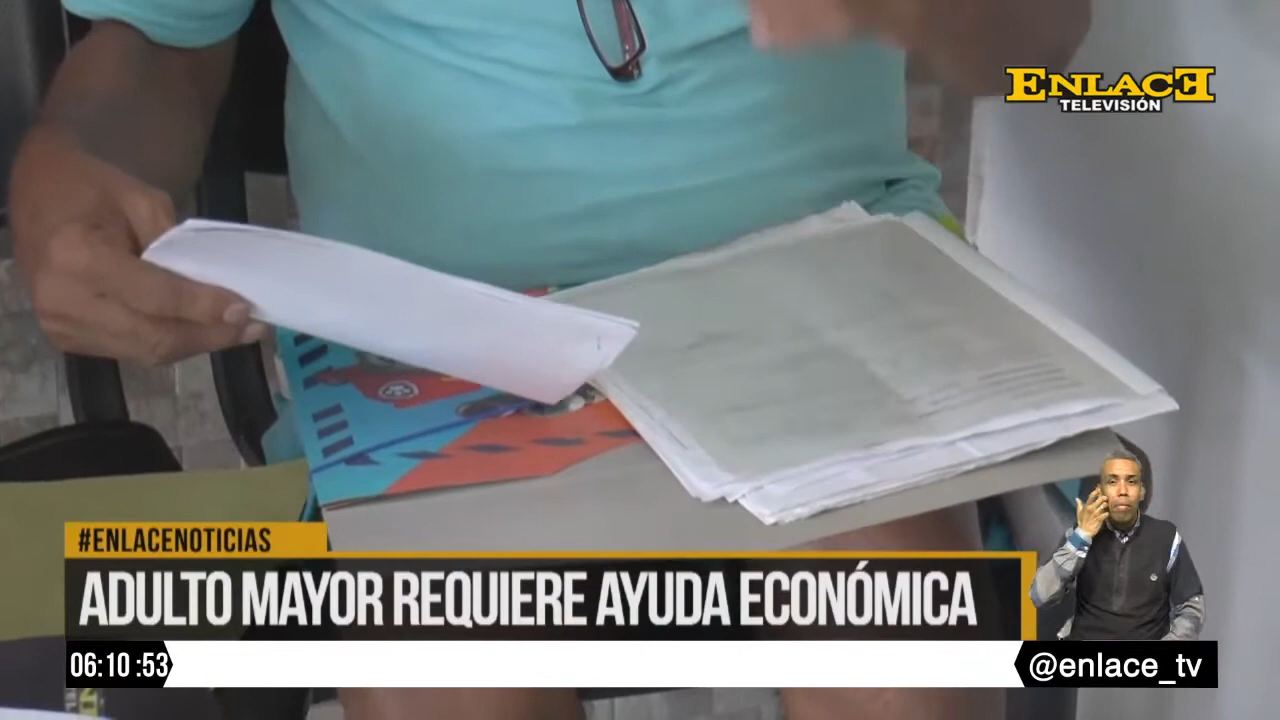 ENLACE
TELEVISIÓN
#ENLACENOTICIAS
ADULTO MAYOR REQUIERE AYUDA ECONÓMICA
06:10 :53
@enlace_tv